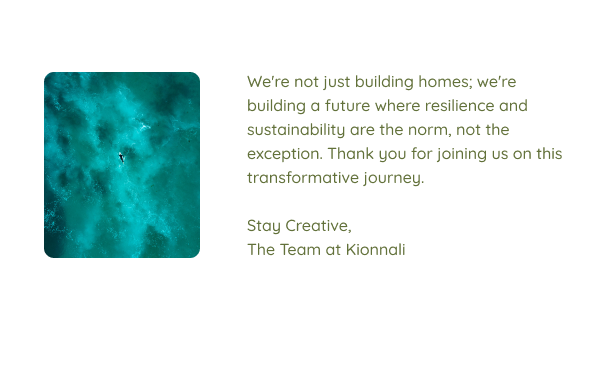 We're not just building homes; we're
building a future where resilience and
sustainability are the norm, not the
exception. Thank you for joining us on this
transformative journey.
Stay Creative,
The Team at Kionnali